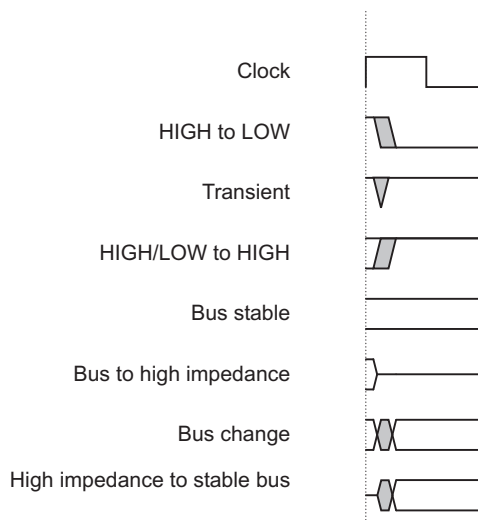 Clock
HIGH to LOW
Transient
HIGH/LOW to HIGH
Bus stable
Bus to high impedance
Bus change
High impedance to stable bus